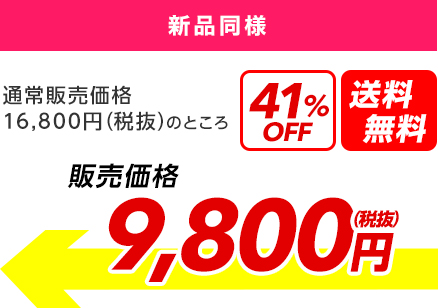 新品同様
通常販売価格
16,800円(税抜)のところ
41%
OFF
送料
無料
販売価格
9,800円(税抜)